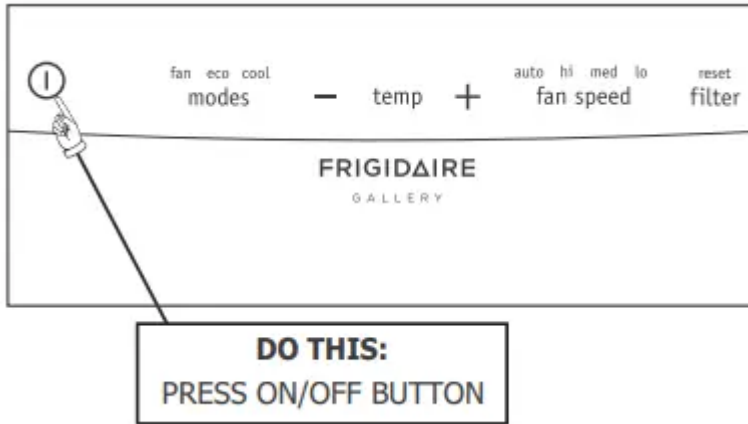 fan eco cool
auto hi med lo
reset
modes
− temp +
fan speed
filter
FRIGIDAIRE
GALLERY
DO THIS:
PRESS ON/OFF BUTTON